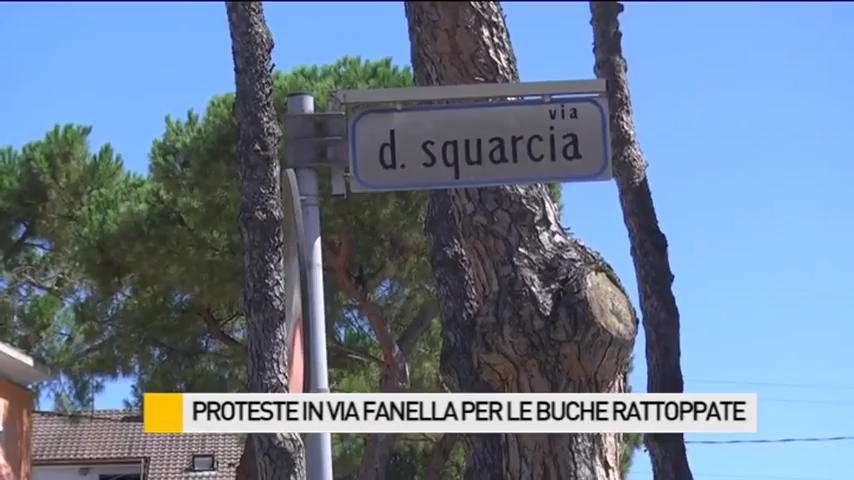 via
d. squarcia
PROTESTE IN VIA FANELLA PER LE BUCHE RATTOPPATE